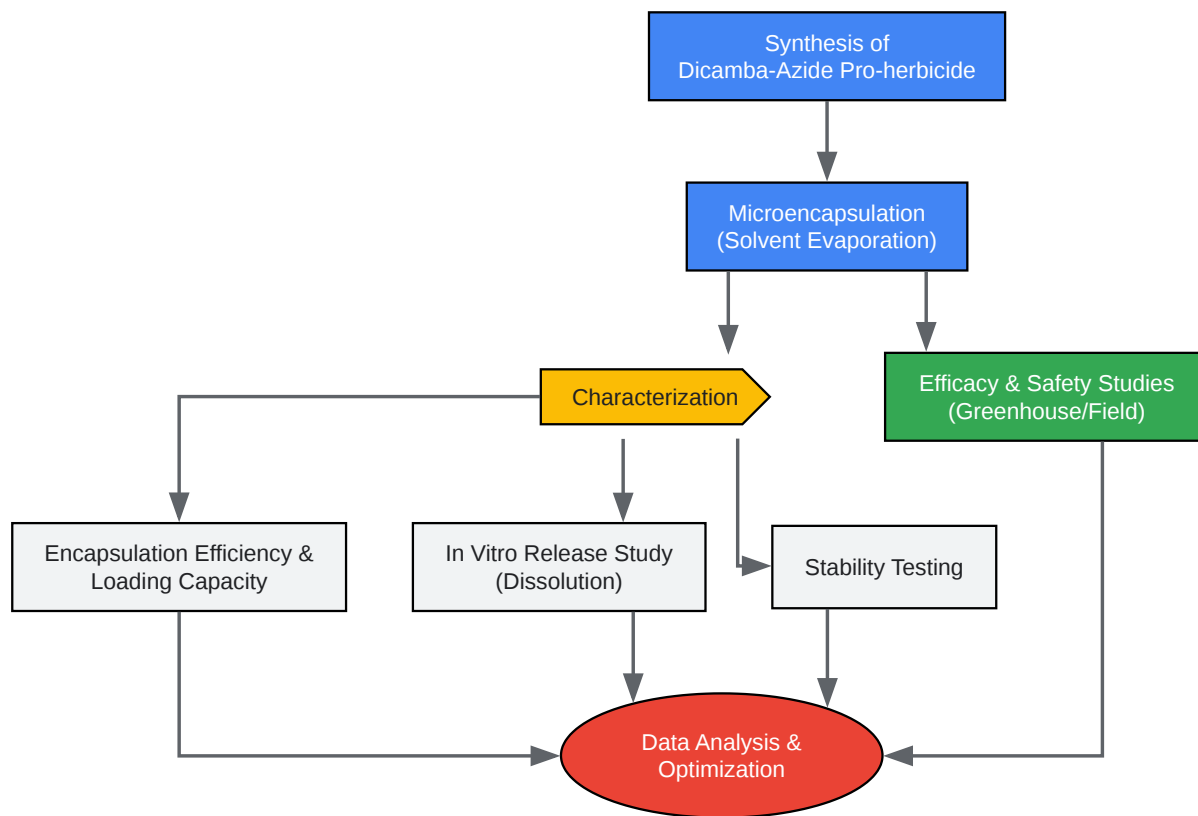 Synthesis of
Dicamba-Azide Pro-herbicide
Microencapsulation
(Solvent Evaporation)
Characterization
Efficacy & Safety Studies
(Greenhouse/Field)
Encapsulation Efficiency &
Loading Capacity
In Vitro Release Study
(Dissolution)
Stability Testing
Data Analysis &
Optimization